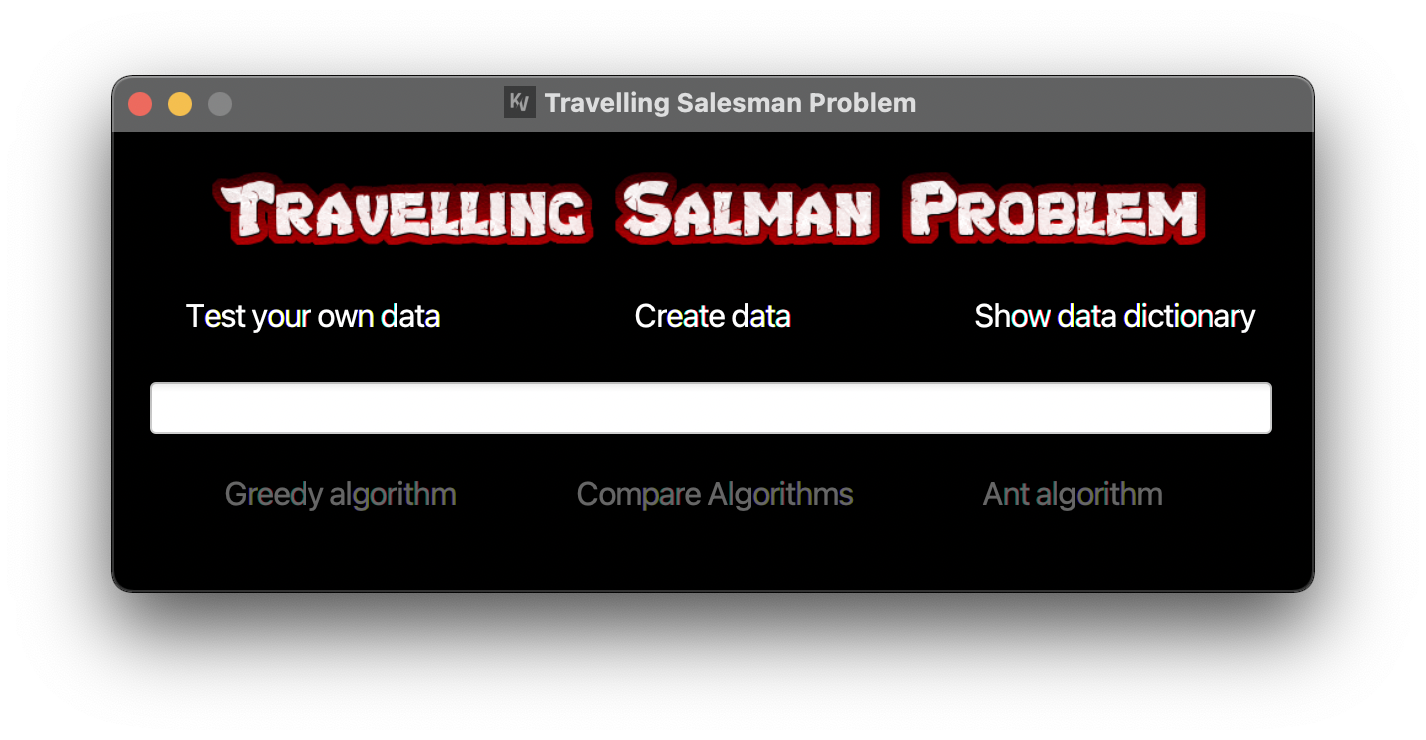 KV Travelling Salesman Problem
Travelling Salman Problem
Test your own data Create data Show data dictionary
Greedy algorithm Compare Algorithms Ant algorithm